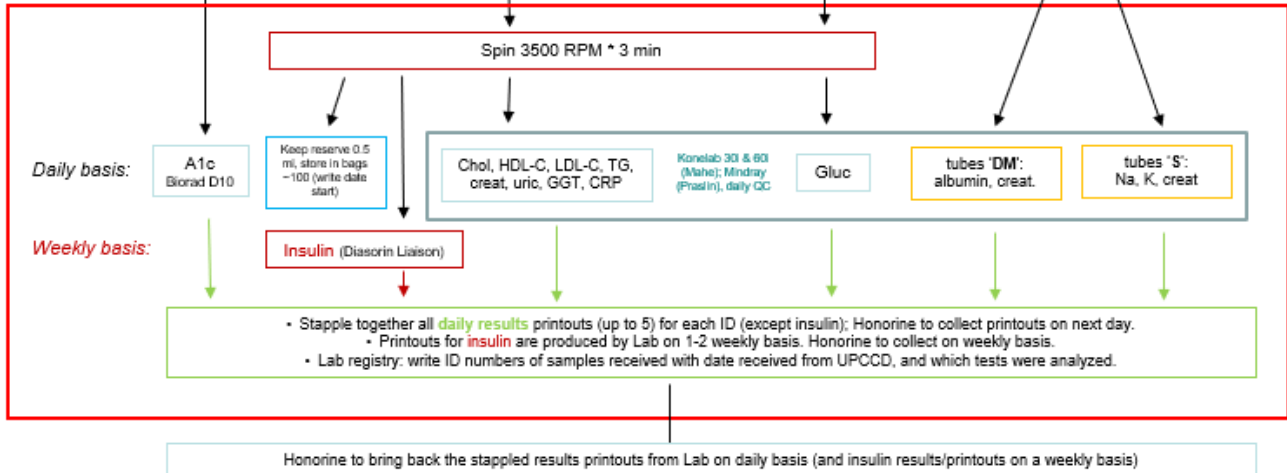 Spin 3500 RPM * 3 min
Daily basis:
A1c
Biorad D10
Keep reserve 0.5
ml, store in bags
~100 (write date
start)
Chol, HDL-C, LDL-C, TG,
creat, uric, GGT, CRP
Konelab 30I & 60I
(Mahe); Mindray
(Praslin), daily QC
Gluc
tubes 'DM':
albumin, creat.
tubes 'S':
Na, K, creat
Weekly basis:
Insulin (Diasorin Liaison)
• Stapple together all daily results printouts (up to 5) for each ID (except insulin); Honorine to collect printouts on next day.
• Printouts for insulin are produced by Lab on 1-2 weekly basis. Honorine to collect on weekly basis.
• Lab registry: write ID numbers of samples received with date received from UPCCD, and which tests were analyzed.
Honorine to bring back the stappled results printouts from Lab on daily basis (and insulin results/printouts on a weekly basis)